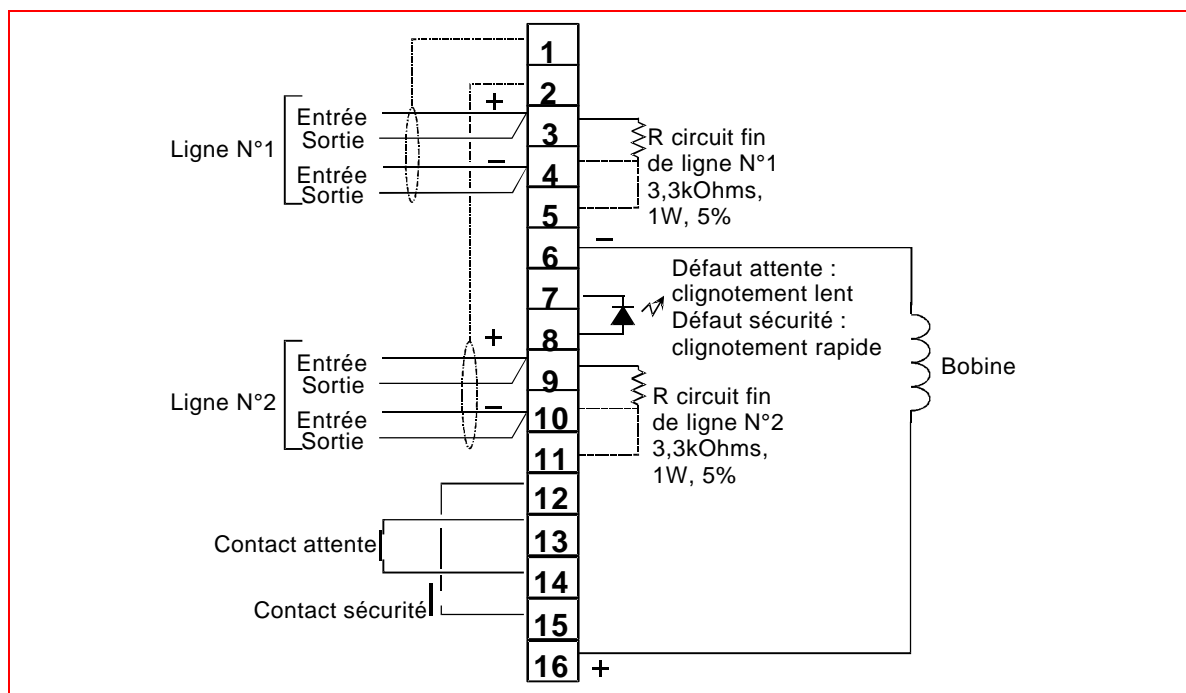 1
2
+
Entrée
Sortie
Ligne N°1
–
Entrée
Sortie
3
4
5
R circuit fin
de ligne N°1
3,3kOhms,
1W, 5%
6
–
7
8
Défaut attente :
clignotement lent
Défaut sécurité :
clignotement rapide
Bobine
+
Entrée
Sortie
Ligne N°2
–
Entrée
Sortie
9
10
11
R circuit fin
de ligne N°2
3,3kOhms,
1W, 5%
12
13
Contact attente
14
Contact sécurité
15
16
+